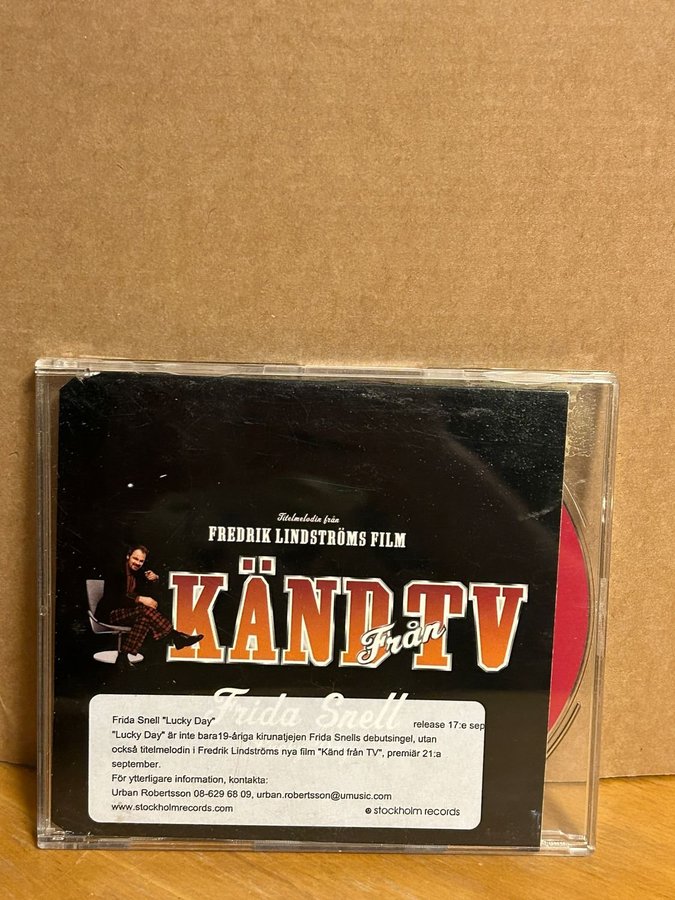 Titelmelodin från
FREDRIK LINDSTRÖMS FILM
KÄND Från TV
Frida Snell
Frida Snell "Lucky Day" release 17:e sep
"Lucky Day" är inte bara19-åriga kirunatjejen Frida Snells debutsingel, utan
också titelmelodin i Fredrik Lindströms nya film "Känd från TV", premiär 21:a
september.
För ytterligare information, kontakta:
Urban Robertsson 08-629 68 09, urban.robertsson@umusic.com
www.stockholmrecords.com stockholm records